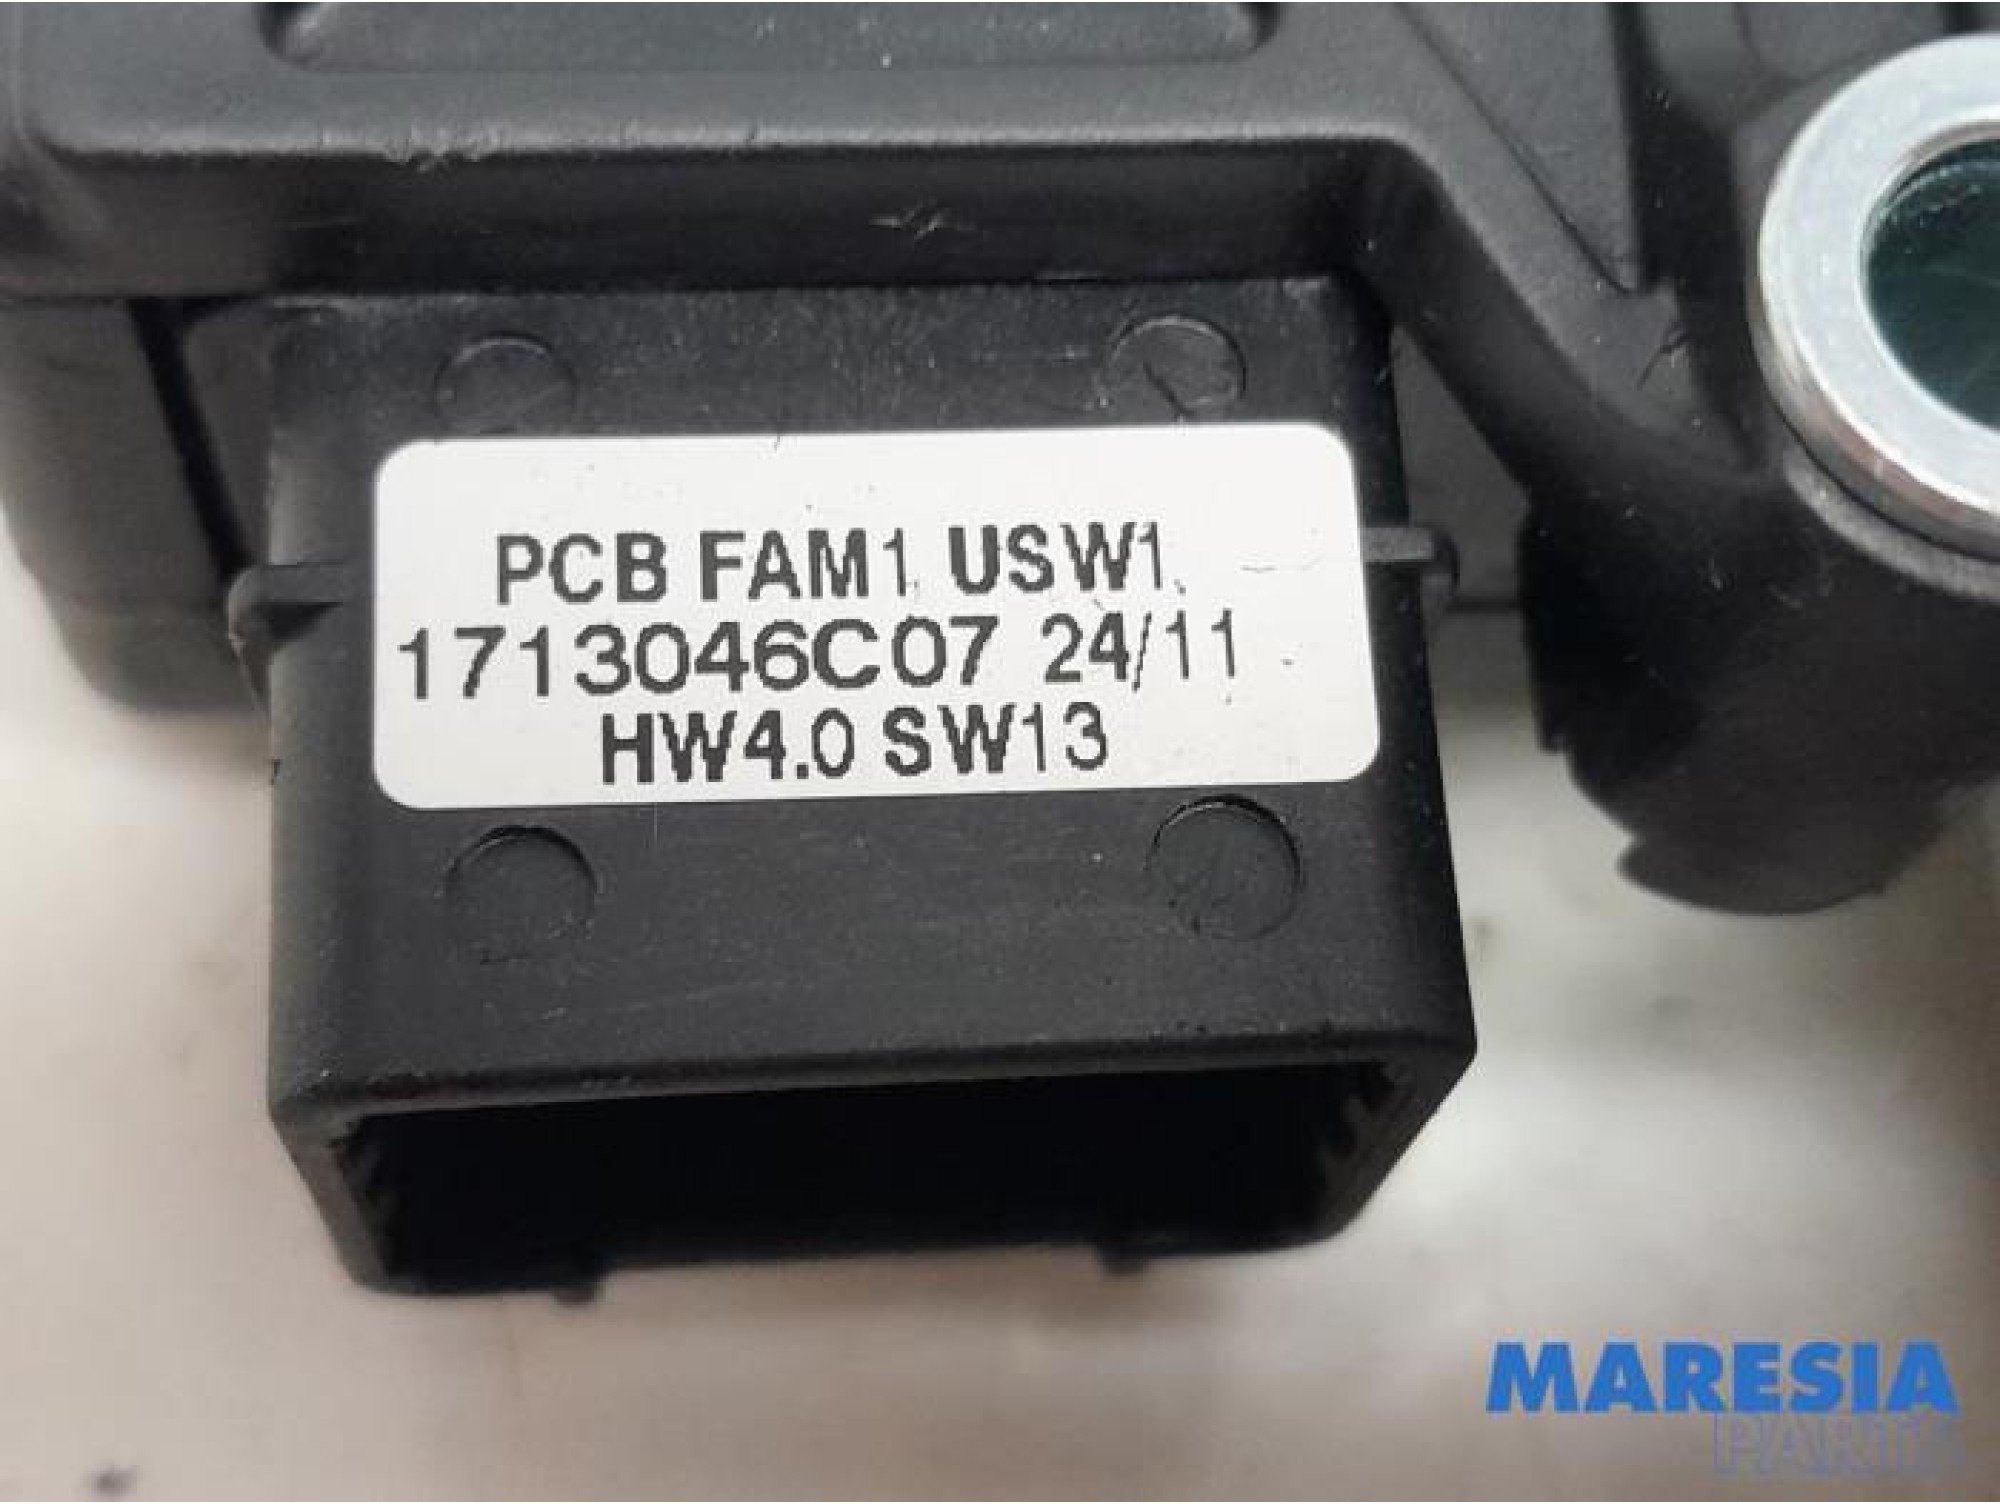 PCB FAM1 USW1
1713046C07 24/11
HW4.0 SW13
MARESIA
PARTS